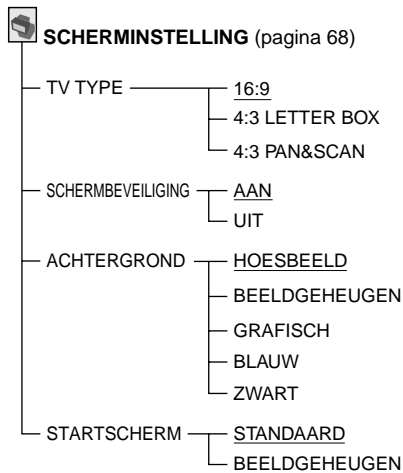 SCHERMINSTELLING (pagina 68)
TV TYPE
16:9
4:3 LETTER BOX
4:3 PAN&SCAN
SCHERMBEVEILIGING
AAN
UIT
ACHTERGROND
HOESBEELD
BEELDGEHEUGEN
GRAFISCH
BLAUW
ZWART
STARTSCHERM
STANDAARD
BEELDGEHEUGEN